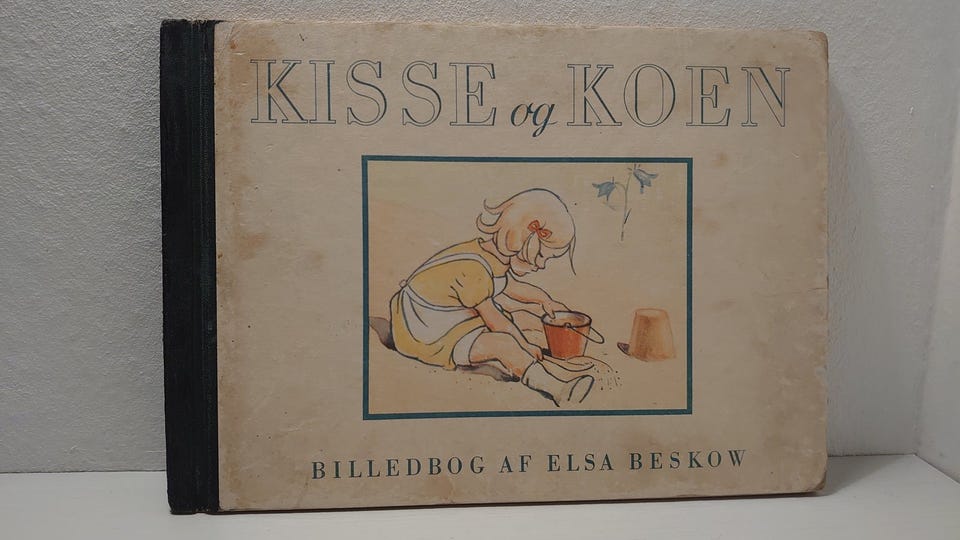 KISSE og KOEN
BILLEDBOG AF ELSA BESKOW